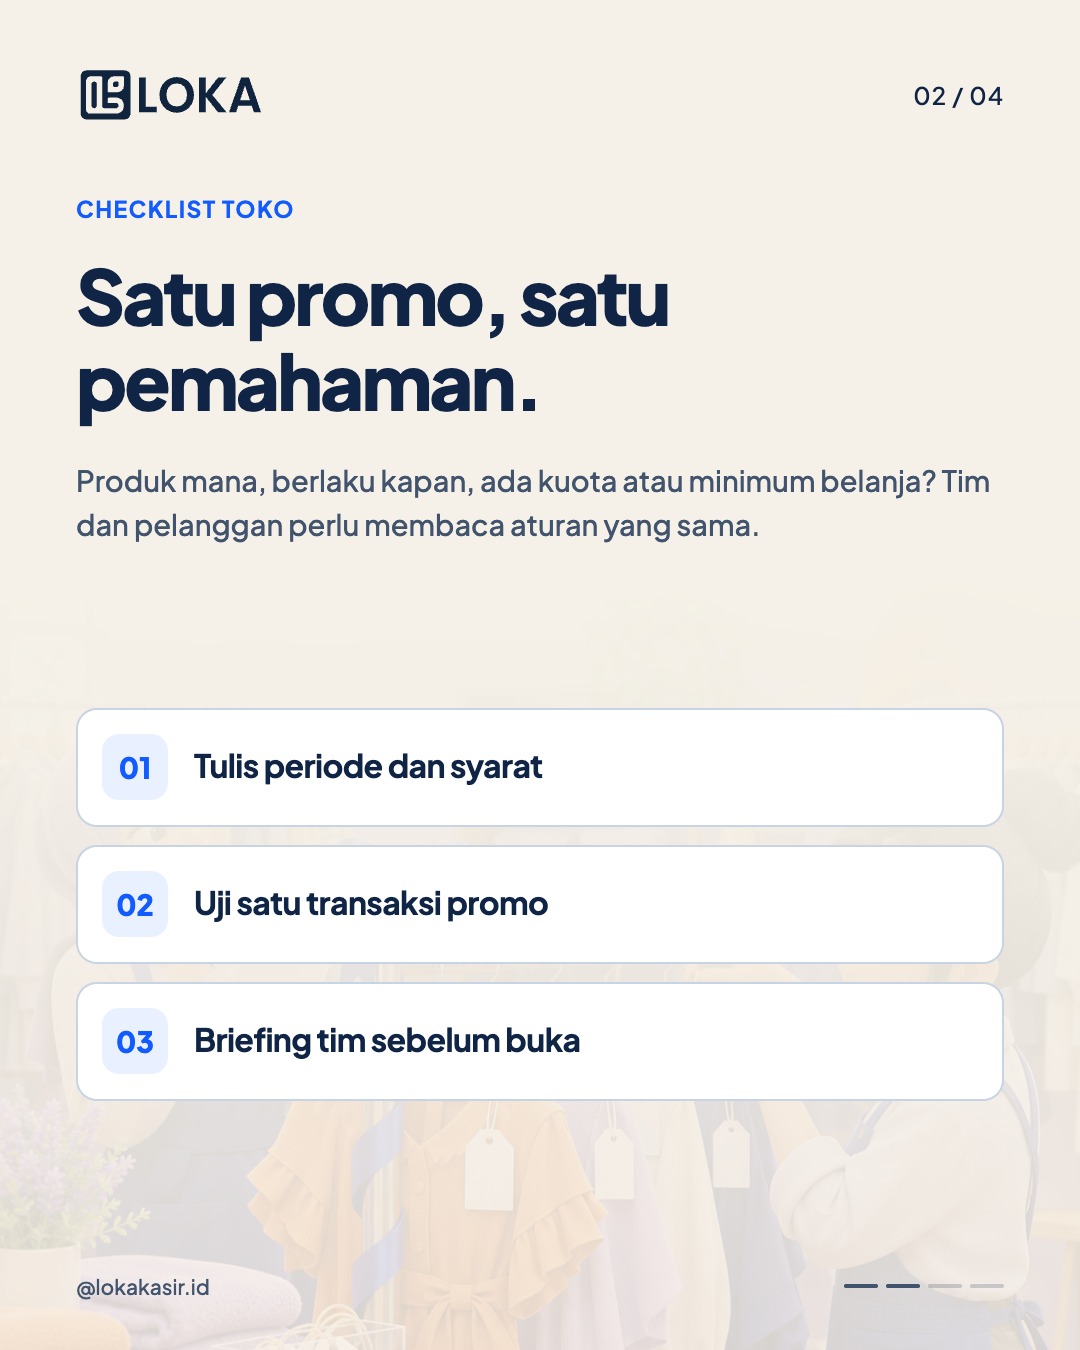 LOKA
02 / 04
CHECKLIST TOKO
Satu promo, satu
pemahaman.
Produk mana, berlaku kapan, ada kuota atau minimum belanja? Tim
dan pelanggan perlu membaca aturan yang sama.
01 Tulis periode dan syarat
02 Uji satu transaksi promo
03 Briefing tim sebelum buka
@lokakasir.id